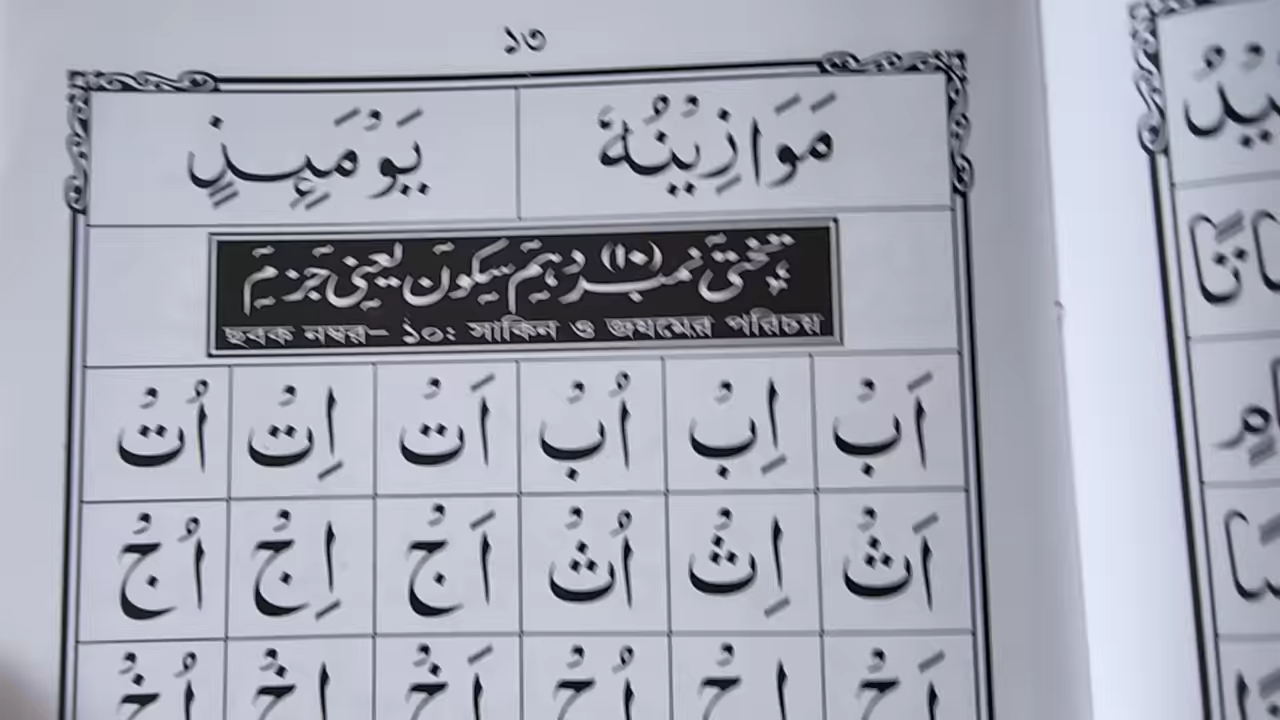 ১৩
مَوَازِيْنُهٗ يَوْمَئِذٍ
تختی نمبر (۱۰) دہم سکون یعنی جزم
ছবক নম্বর- ১০: সাকিন ও জযমের পরিচয়
اَبْ اِبْ اُبْ اَتْ اِتْ اُتْ
اَثْ اِثْ اُثْ اَجْ اِجْ اُجْ
اَحْ اِحْ اُحْ اَخْ اِخْ اُخْ